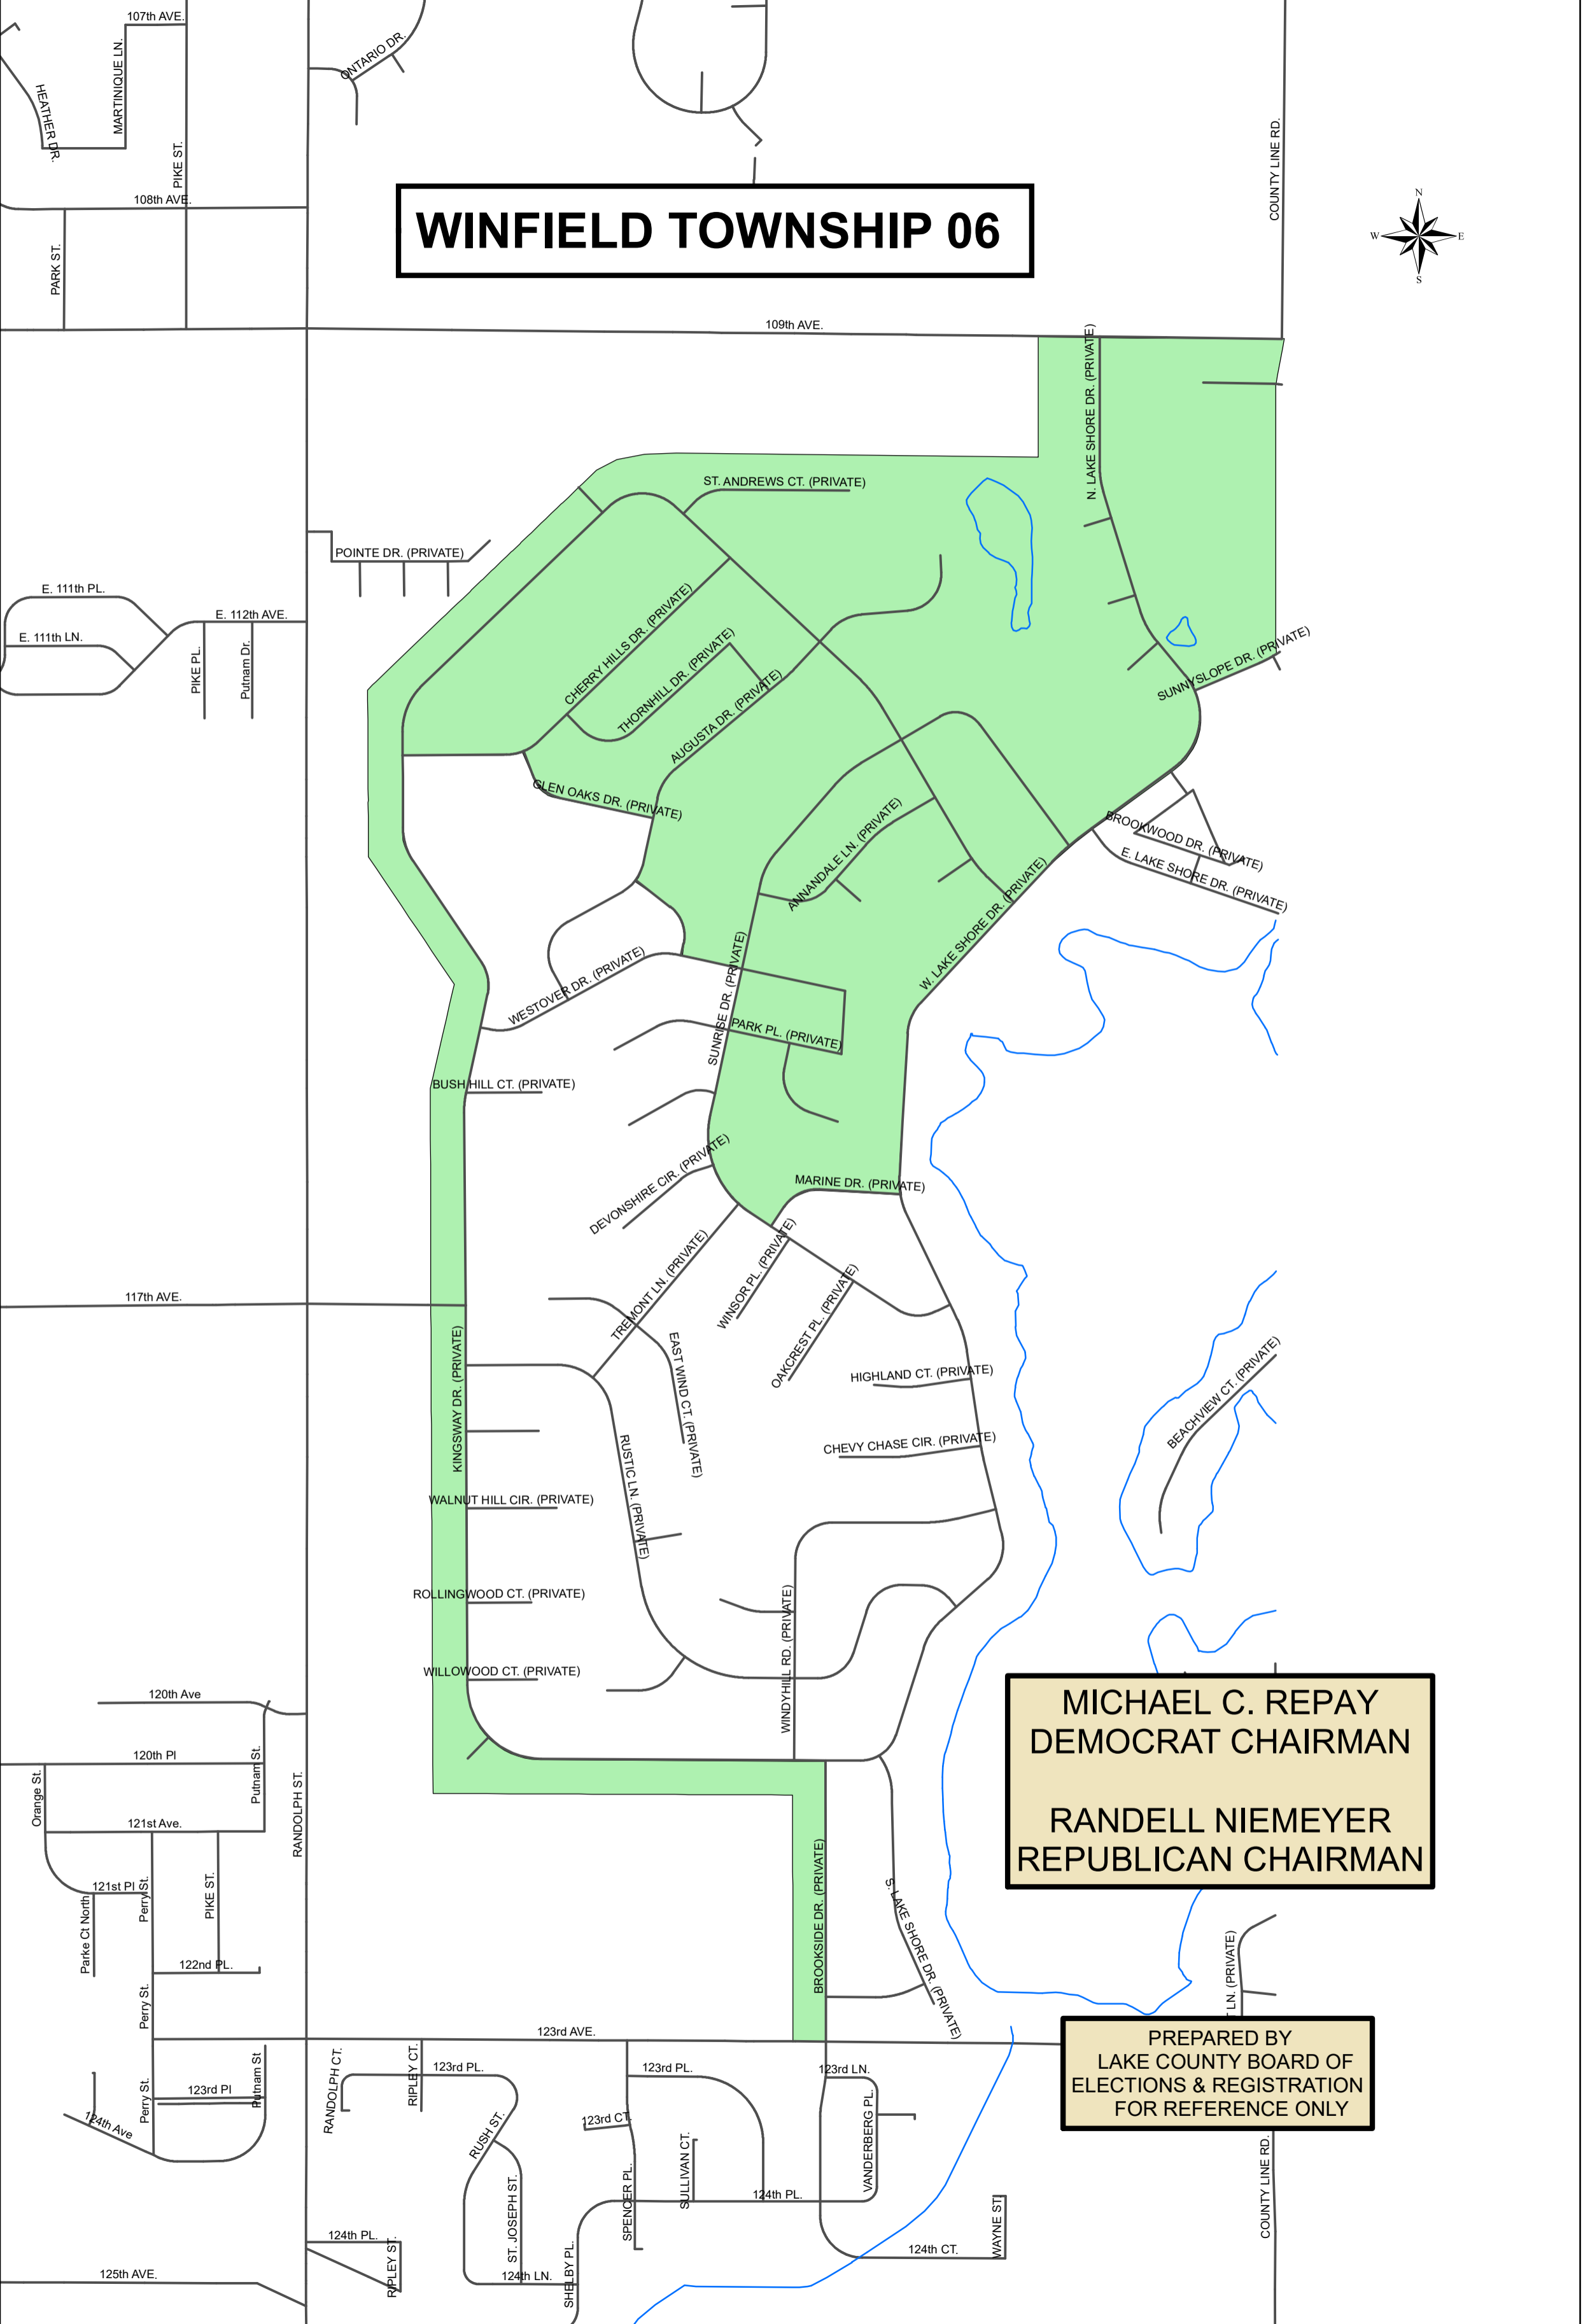 107th AVE.
MARTINIQUE LN.
HEATHER DR.
PIKE ST.
ONTARIO DR.
COUNTY LINE RD.
108th AVE.
PARK ST.
WINFIELD TOWNSHIP 06
N
W
E
S
109th AVE.
N. LAKE SHORE DR. (PRIVATE)
ST. ANDREWS CT. (PRIVATE)
POINTE DR. (PRIVATE)
E. 111th PL.
E. 112th AVE.
E. 111th LN.
PIKE PL.
Putnam Dr.
CHERRY HILLS DR. (PRIVATE)
THORNHILL DR. (PRIVATE)
AUGUSTA DR. (PRIVATE)
SUNNYSLOPE DR. (PRIVATE)
GLEN OAKS DR. (PRIVATE)
ANNANDALE LN. (PRIVATE)
BROOKWOOD DR. (PRIVATE)
E. LAKE SHORE DR. (PRIVATE)
W. LAKE SHORE DR. (PRIVATE)
WESTOVER DR. (PRIVATE)
SUNRISE DR. (PRIVATE)
PARK PL. (PRIVATE)
BUSH HILL CT. (PRIVATE)
DEVONSHIRE CIR. (PRIVATE)
MARINE DR. (PRIVATE)
TREMONT LN. (PRIVATE)
WINSOR PL. (PRIVATE)
OAKCREST PL. (PRIVATE)
117th AVE.
KINGSWAY DR. (PRIVATE)
EAST WIND CT. (PRIVATE)
HIGHLAND CT. (PRIVATE)
BEACHVIEW CT. (PRIVATE)
RUSTIC LN. (PRIVATE)
CHEVY CHASE CIR. (PRIVATE)
WALNUT HILL CIR. (PRIVATE)
ROLLINGWOOD CT. (PRIVATE)
WINDYHILL RD. (PRIVATE)
WILLOWOOD CT. (PRIVATE)
120th Ave
120th Pl
Putnam St.
Orange St.
RANDOLPH ST.
121st Ave.
121st Pl
Perry St.
PIKE ST.
Parke Ct North
122nd PL.
Perry St.
BROOKSIDE DR. (PRIVATE)
S. LAKE SHORE DR. (PRIVATE)
MICHAEL C. REPAY
DEMOCRAT CHAIRMAN
RANDELL NIEMEYER
REPUBLICAN CHAIRMAN
LN. (PRIVATE)
PREPARED BY
LAKE COUNTY BOARD OF
ELECTIONS & REGISTRATION
FOR REFERENCE ONLY
123rd AVE.
Perry St.
123rd Pl
Putnam St
124th Ave
RANDOLPH CT.
RIPLEY CT.
123rd PL.
RUSH ST.
123rd PL.
123rd CT.
123rd LN.
VANDERBERG PL.
SULLIVAN CT.
SPENCER PL.
ST. JOSEPH ST.
124th PL.
124th PL.
RIPLEY ST.
SHELBY PL.
124th LN.
124th CT.
WAYNE ST.
COUNTY LINE RD.
125th AVE.